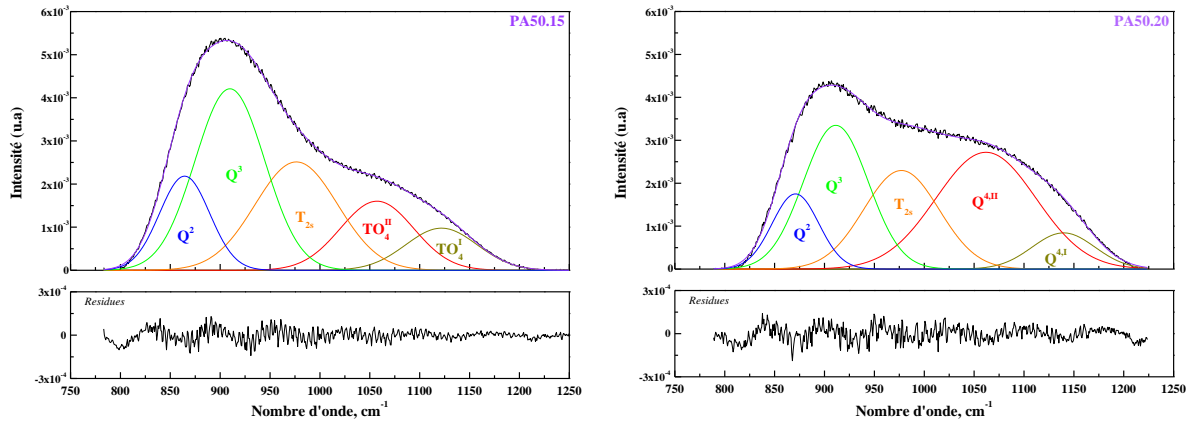 PA50.15
6x10⁻³
5x10⁻³
4x10⁻³
3x10⁻³
2x10⁻³
1x10⁻³
0
Intensité (u.a)
Q²
Q³
T₂ₛ
TO₄ᴵᴵ
TO₄ᴵ
3x10⁻⁴
0
-3x10⁻⁴
Residues
750 800 850 900 950 1000 1050 1100 1150 1200 1250
Nombre d'onde, cm⁻¹
PA50.20
6x10⁻³
5x10⁻³
4x10⁻³
3x10⁻³
2x10⁻³
1x10⁻³
0
Intensité (u.a)
Q²
Q³
T₂ₛ
Q⁴,ᴵᴵ
Q⁴,ᴵ
3x10⁻⁴
0
-3x10⁻⁴
Residues
750 800 850 900 950 1000 1050 1100 1150 1200 1250
Nombre d'onde, cm⁻¹